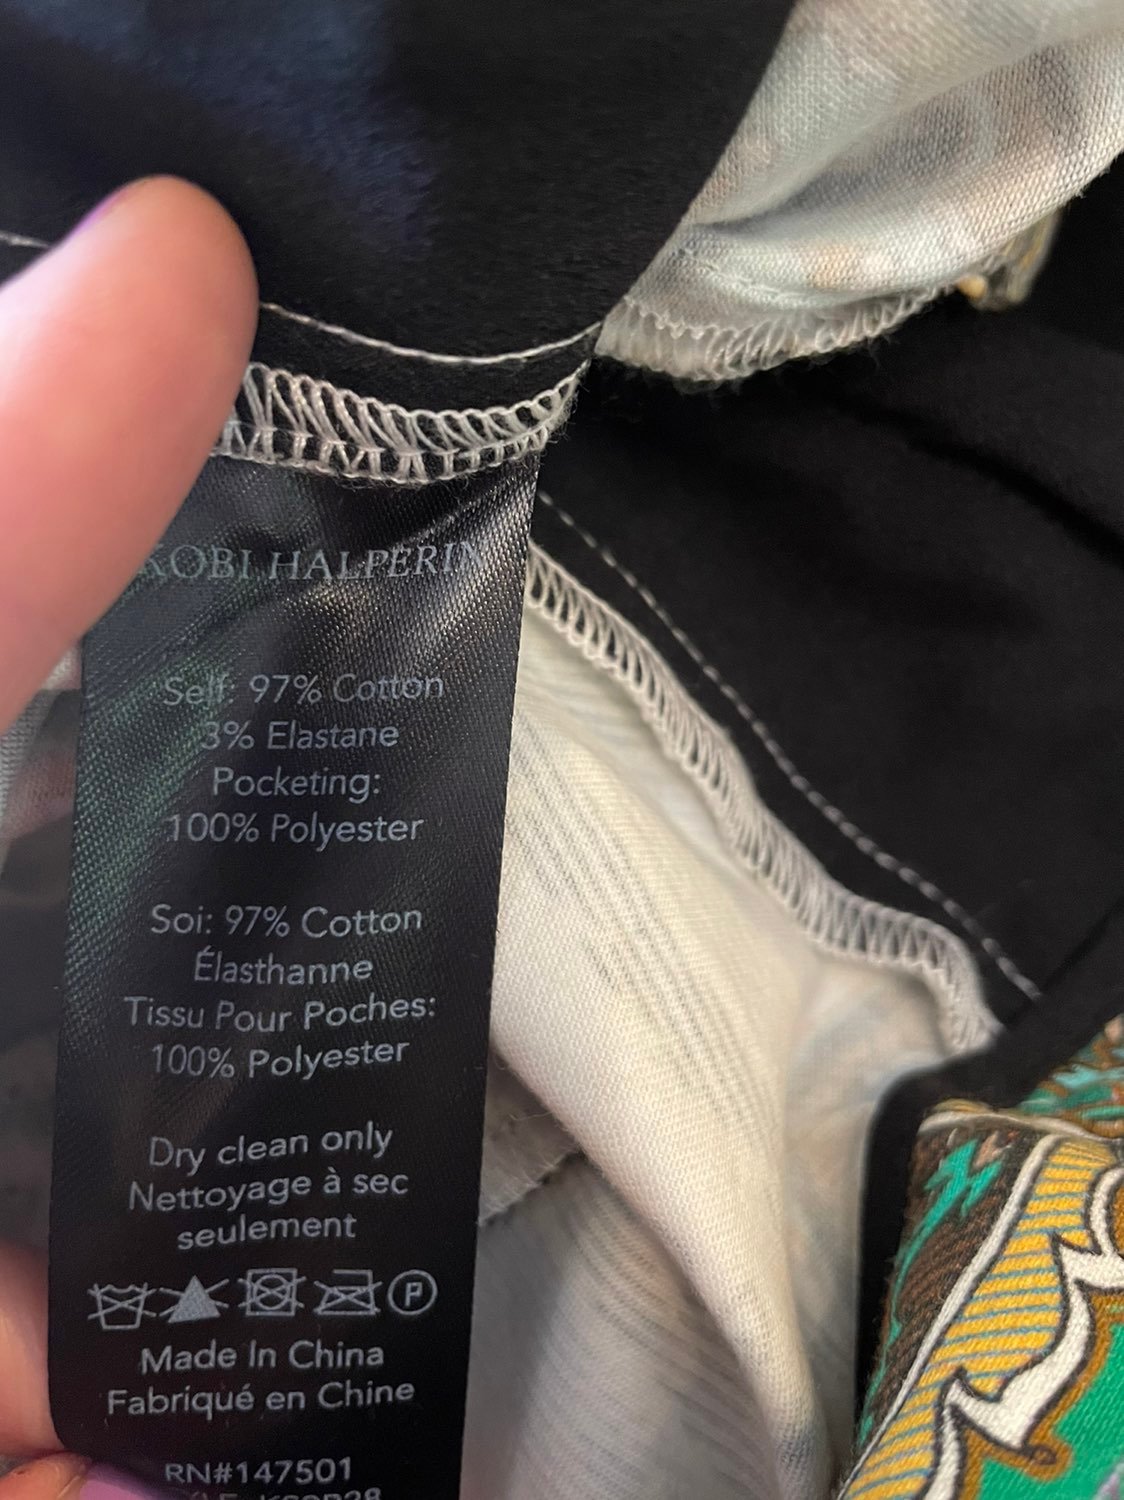 KOBI HALPERIN
Self: 97% Cotton
3% Elastane
Pocketing:
100% Polyester
Soi: 97% Cotton
Élasthanne
Tissu Pour Poches:
100% Polyester
Dry clean only
Nettoyage à sec
seulement
P
Made In China
Fabriqué en Chine
RN#147501